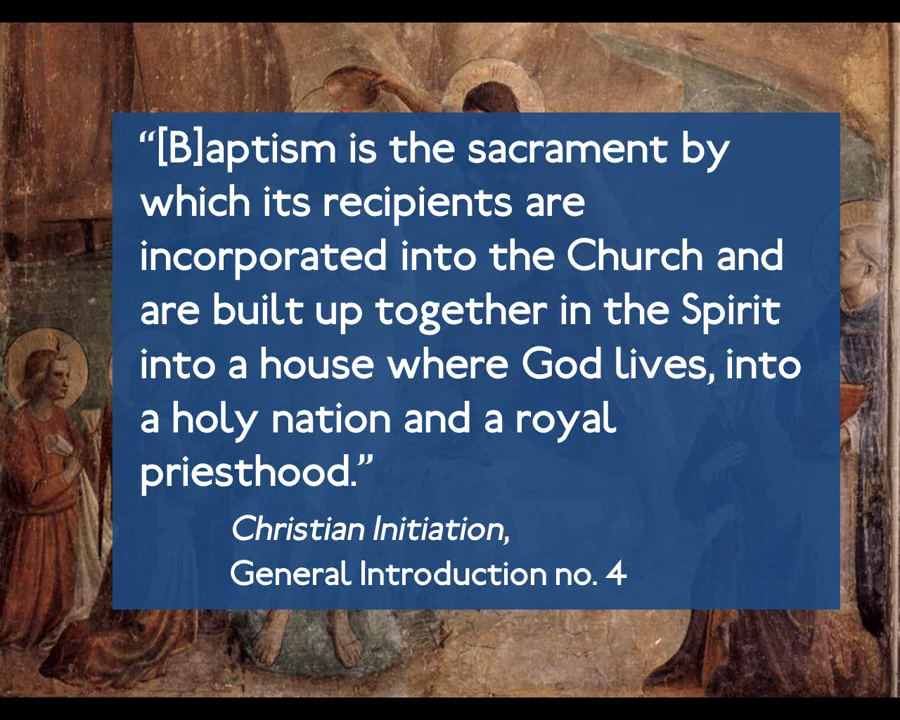 “[B]aptism is the sacrament by
which its recipients are
incorporated into the Church and
are built up together in the Spirit
into a house where God lives, into
a holy nation and a royal
priesthood.”
Christian Initiation,
General Introduction no. 4